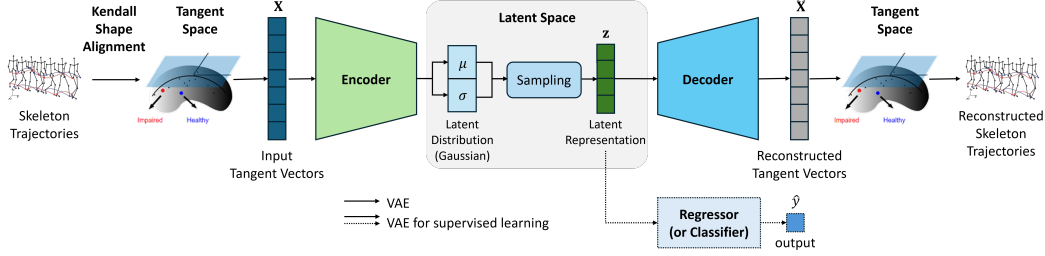 Kendall
Shape
Alignment
Tangent
Space
X
Latent Space
z
X
Tangent
Space
Encoder
μ
σ
Sampling
Decoder
Impaired
Healthy
Impaired
Healthy
Skeleton
Trajectories
Input
Tangent Vectors
Latent
Distribution
(Gaussian)
Latent
Representation
Reconstructed
Tangent Vectors
Reconstructed
Skeleton
Trajectories
VAE
VAE for supervised learning
Regressor
(or Classifier)
ŷ
output